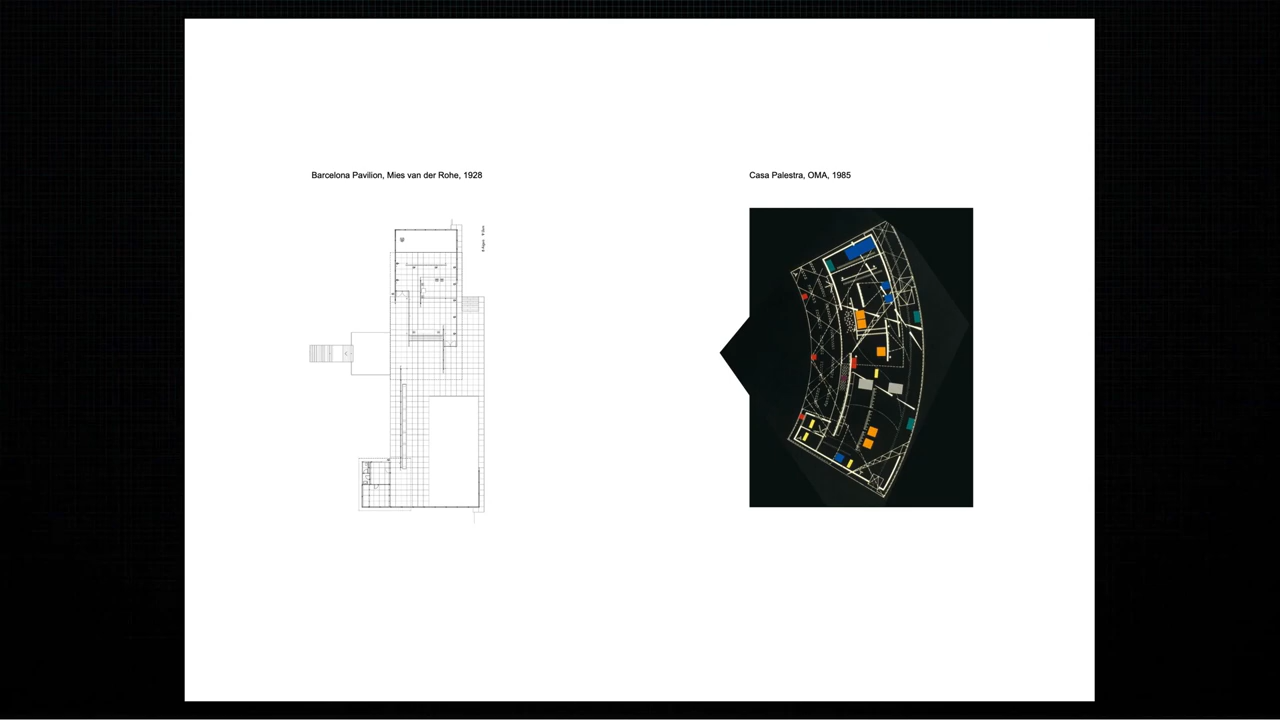 Barcelona Pavilion, Mies van der Rohe, 1928
Casa Palestra, OMA, 1985